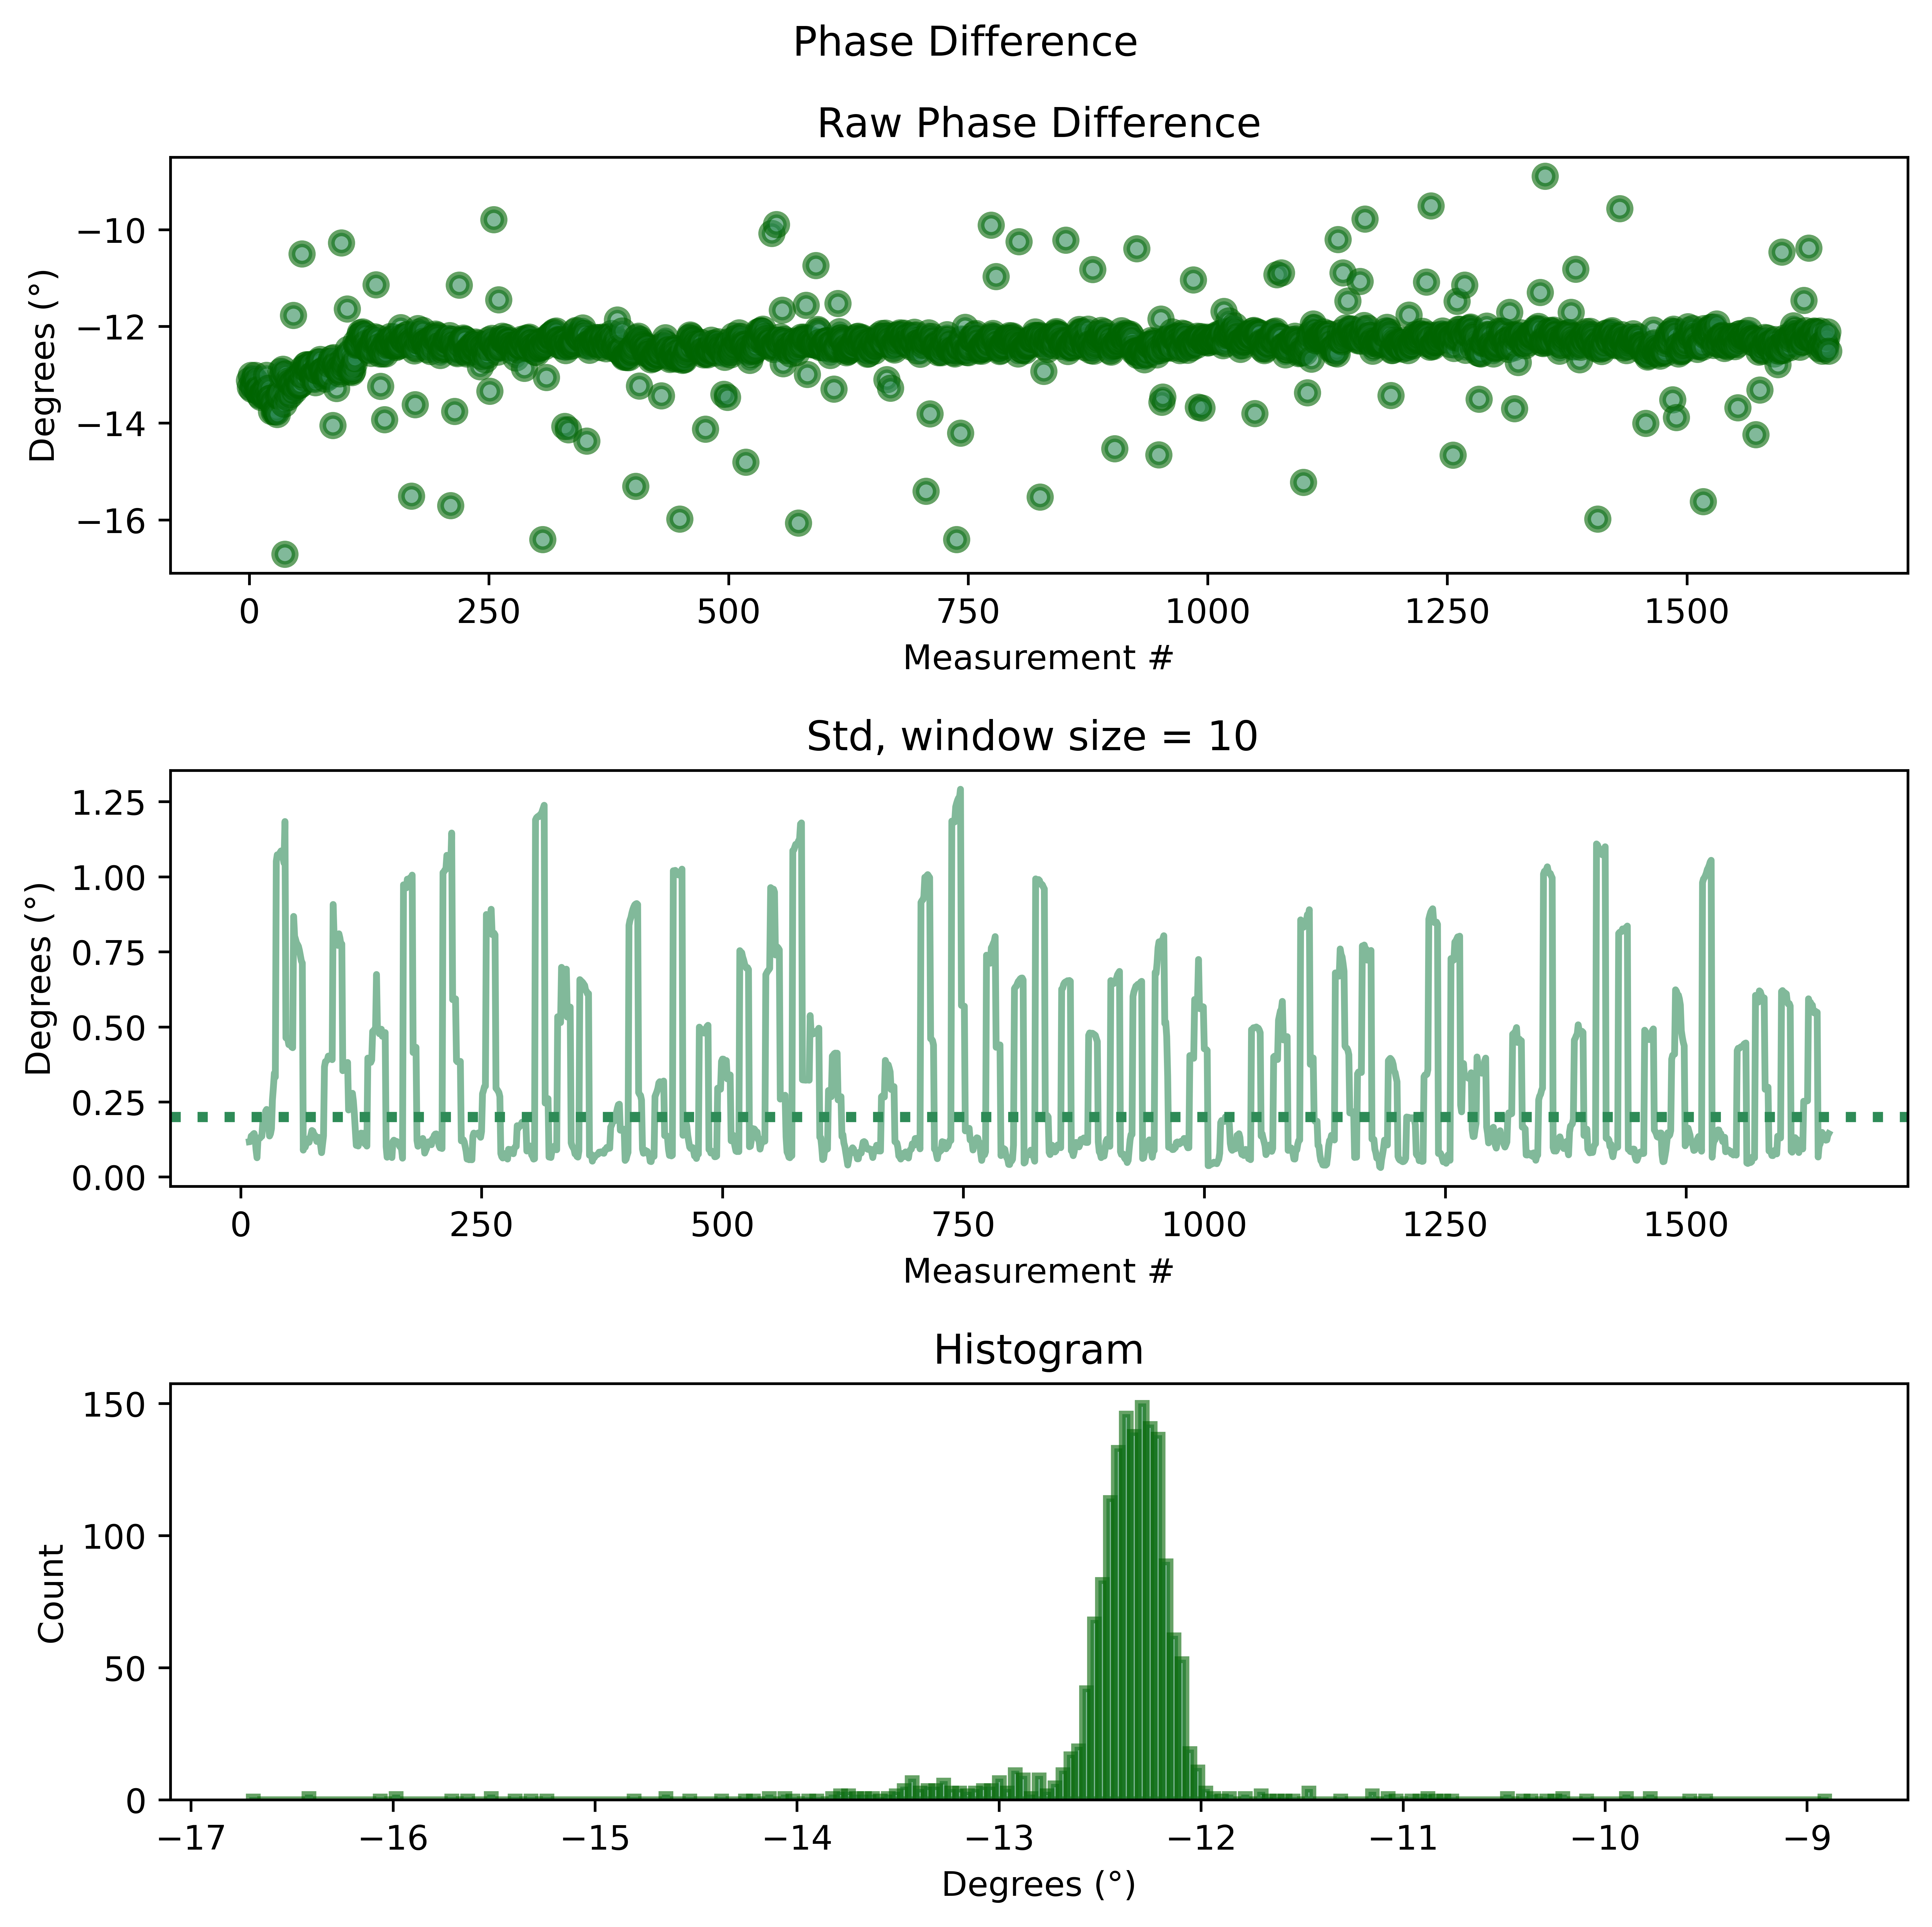 Phase Difference
Raw Phase Difference
Degrees (°)
−10
−12
−14
−16
0 250 500 750 1000 1250 1500
Measurement #
Std, window size = 10
Degrees (°)
1.25
1.00
0.75
0.50
0.25
0.00
0 250 500 750 1000 1250 1500
Measurement #
Histogram
Count
150
100
50
0
−17 −16 −15 −14 −13 −12 −11 −10 −9
Degrees (°)